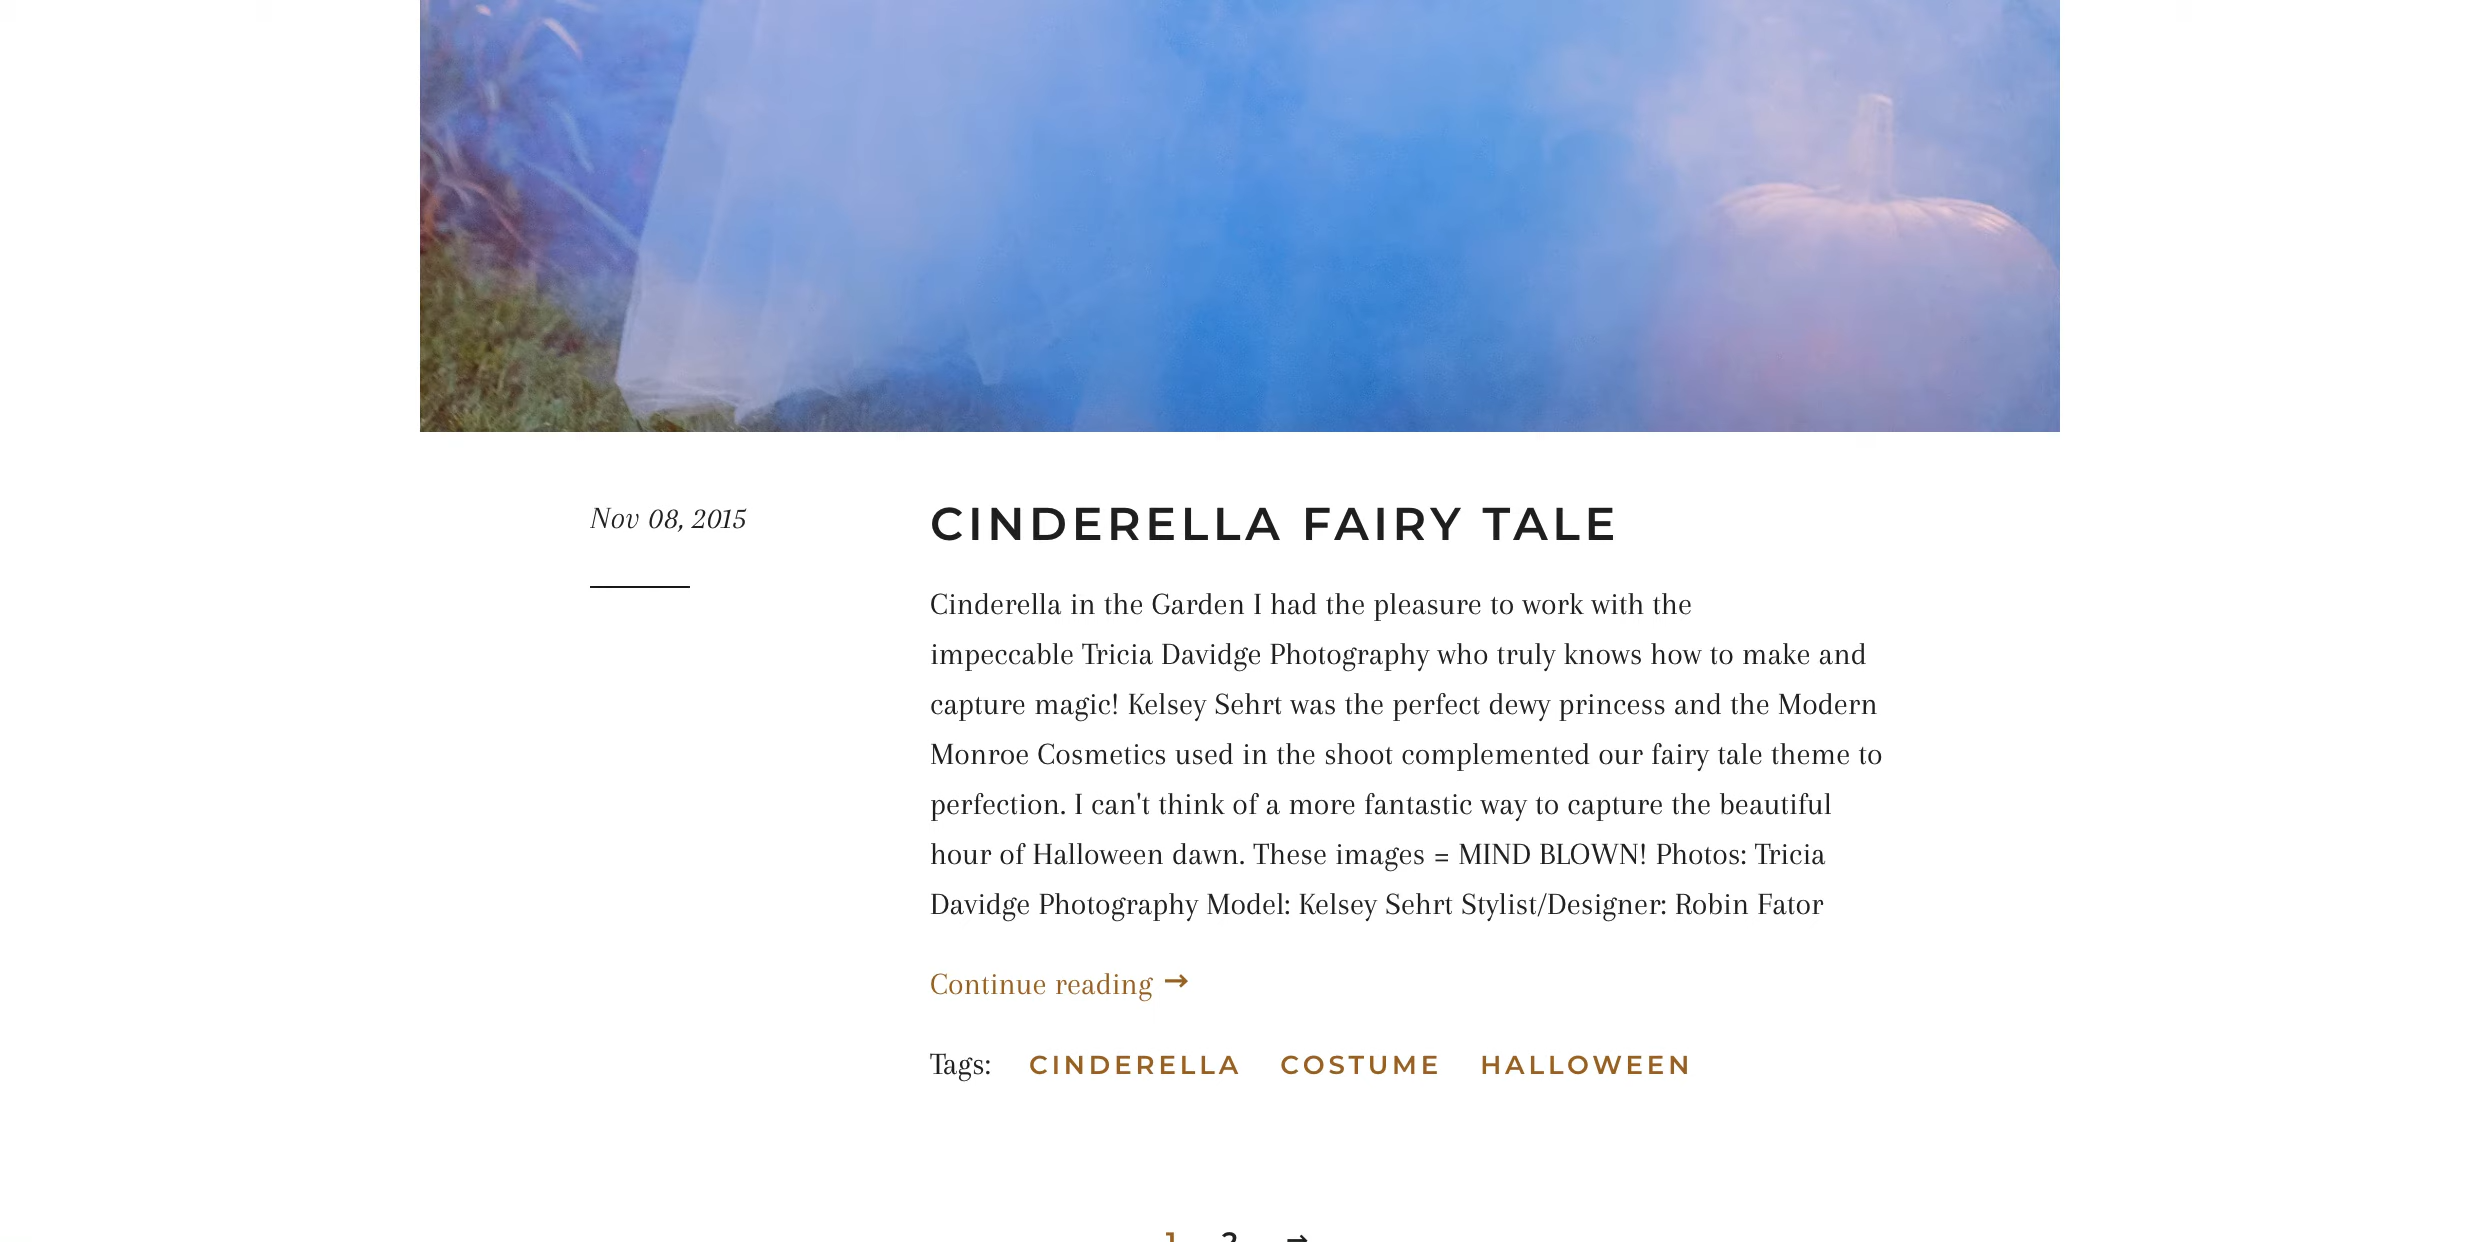 Nov 08, 2015
CINDERELLA FAIRY TALE
Cinderella in the Garden I had the pleasure to work with the
impeccable Tricia Davidge Photography who truly knows how to make and
capture magic! Kelsey Sehrt was the perfect dewy princess and the Modern
Monroe Cosmetics used in the shoot complemented our fairy tale theme to
perfection. I can't think of a more fantastic way to capture the beautiful
hour of Halloween dawn. These images = MIND BLOWN! Photos: Tricia
Davidge Photography Model: Kelsey Sehrt Stylist/Designer: Robin Fator
Continue reading →
Tags: CINDERELLA COSTUME HALLOWEEN
1 2 →